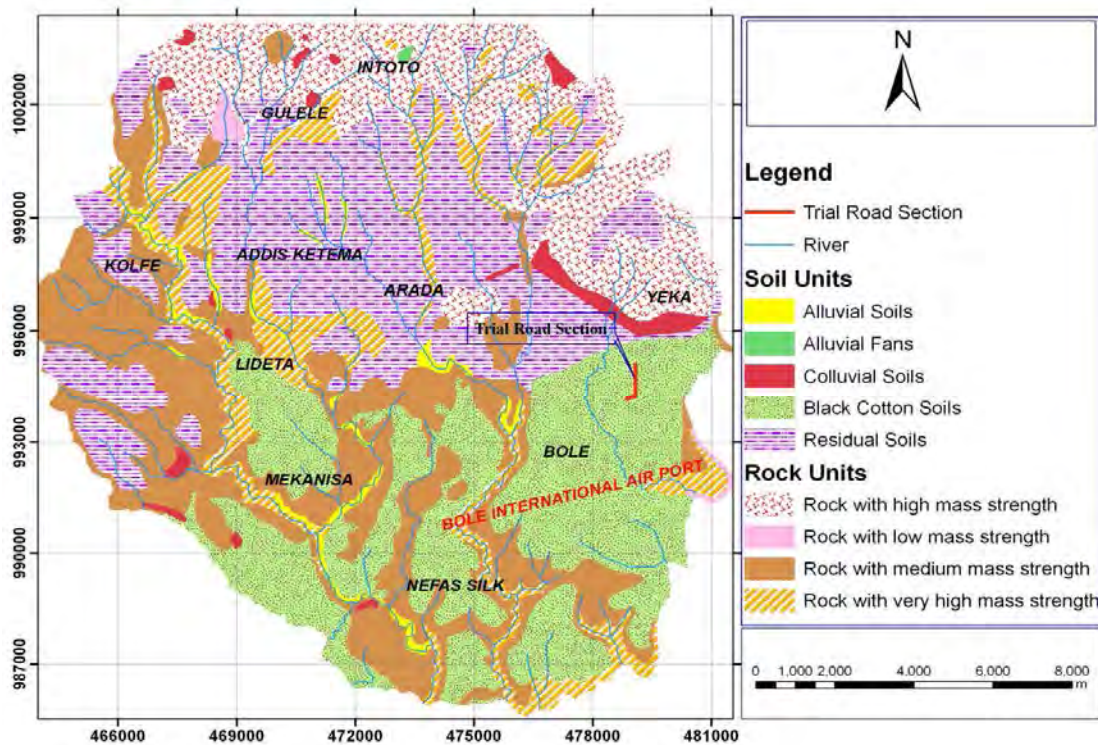 INTOTO
GULELE
KOLFE
ADDIS KETEMA
ARADA
YEKA
Trial Road Section
LIDETA
MEKANISA
BOLE
BOLE INTERNATIONAL AIR PORT
NEFAS SILK
1002000
999000
996000
993000
990000
987000
466000 469000 472000 475000 478000 481000
N
Legend
Trial Road Section
River
Soil Units
Alluvial Soils
Alluvial Fans
Colluvial Soils
Black Cotton Soils
Residual Soils
Rock Units
Rock with high mass strength
Rock with low mass strength
Rock with medium mass strength
Rock with very high mass strength
0 1,000 2,000 4,000 6,000 8,000
m